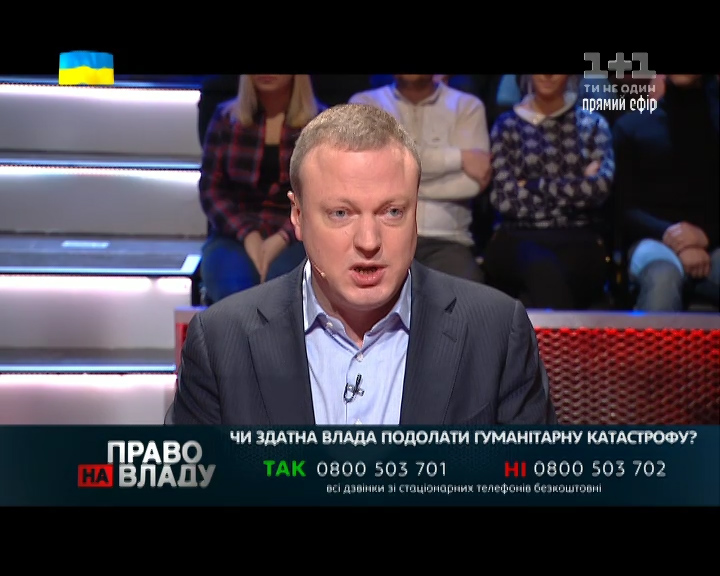 1+1
ТИ НЕ ОДИН
ПРЯМИЙ ЕФІР
ПРАВО
НА ВЛАДУ
ЧИ ЗДАТНА ВЛАДА ПОДОЛАТИ ГУМАНІТАРНУ КАТАСТРОФУ?
ТАК 0800 503 701 НІ 0800 503 702
всі дзвінки зі стаціонарних телефонів безкоштовні